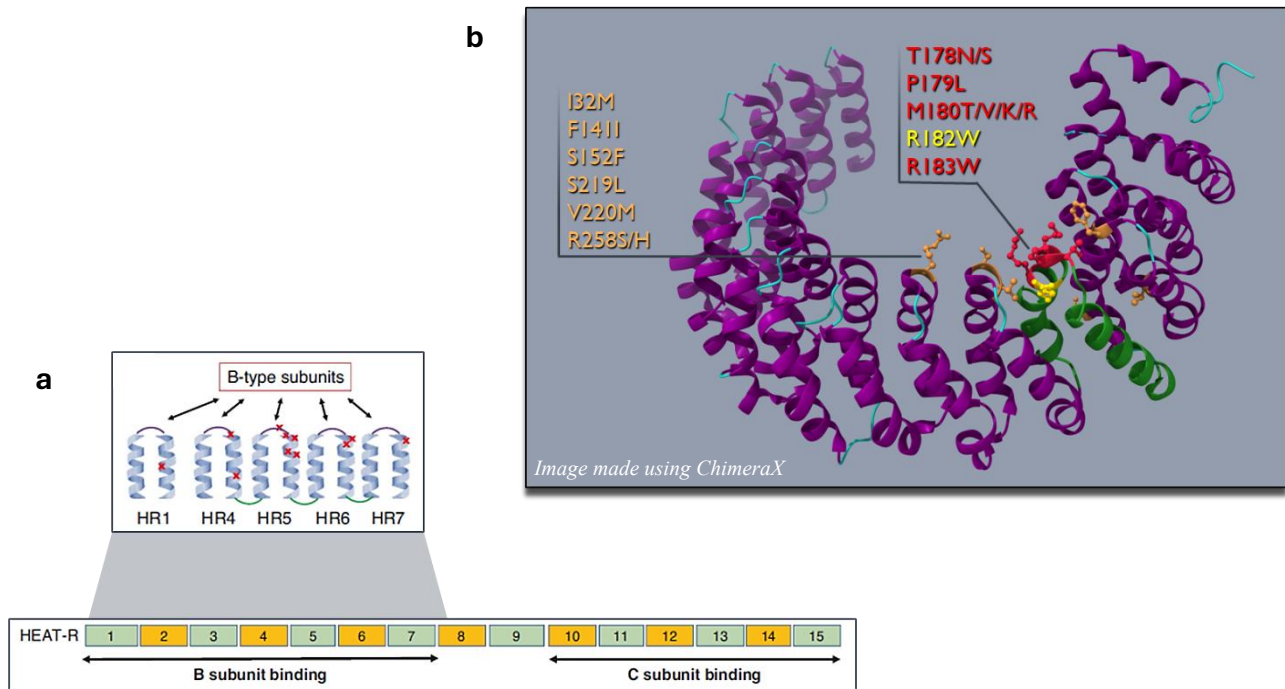 b
T178N/S
P179L
M180T/V/K/R
R182W
R183W
I32M
F141I
S152F
S219L
V220M
R258S/H
Image made using ChimeraX
a
B-type subunits
HR1 HR4 HR5 HR6 HR7
HEAT-R 1 2 3 4 5 6 7 8 9 10 11 12 13 14 15
B subunit binding C subunit binding